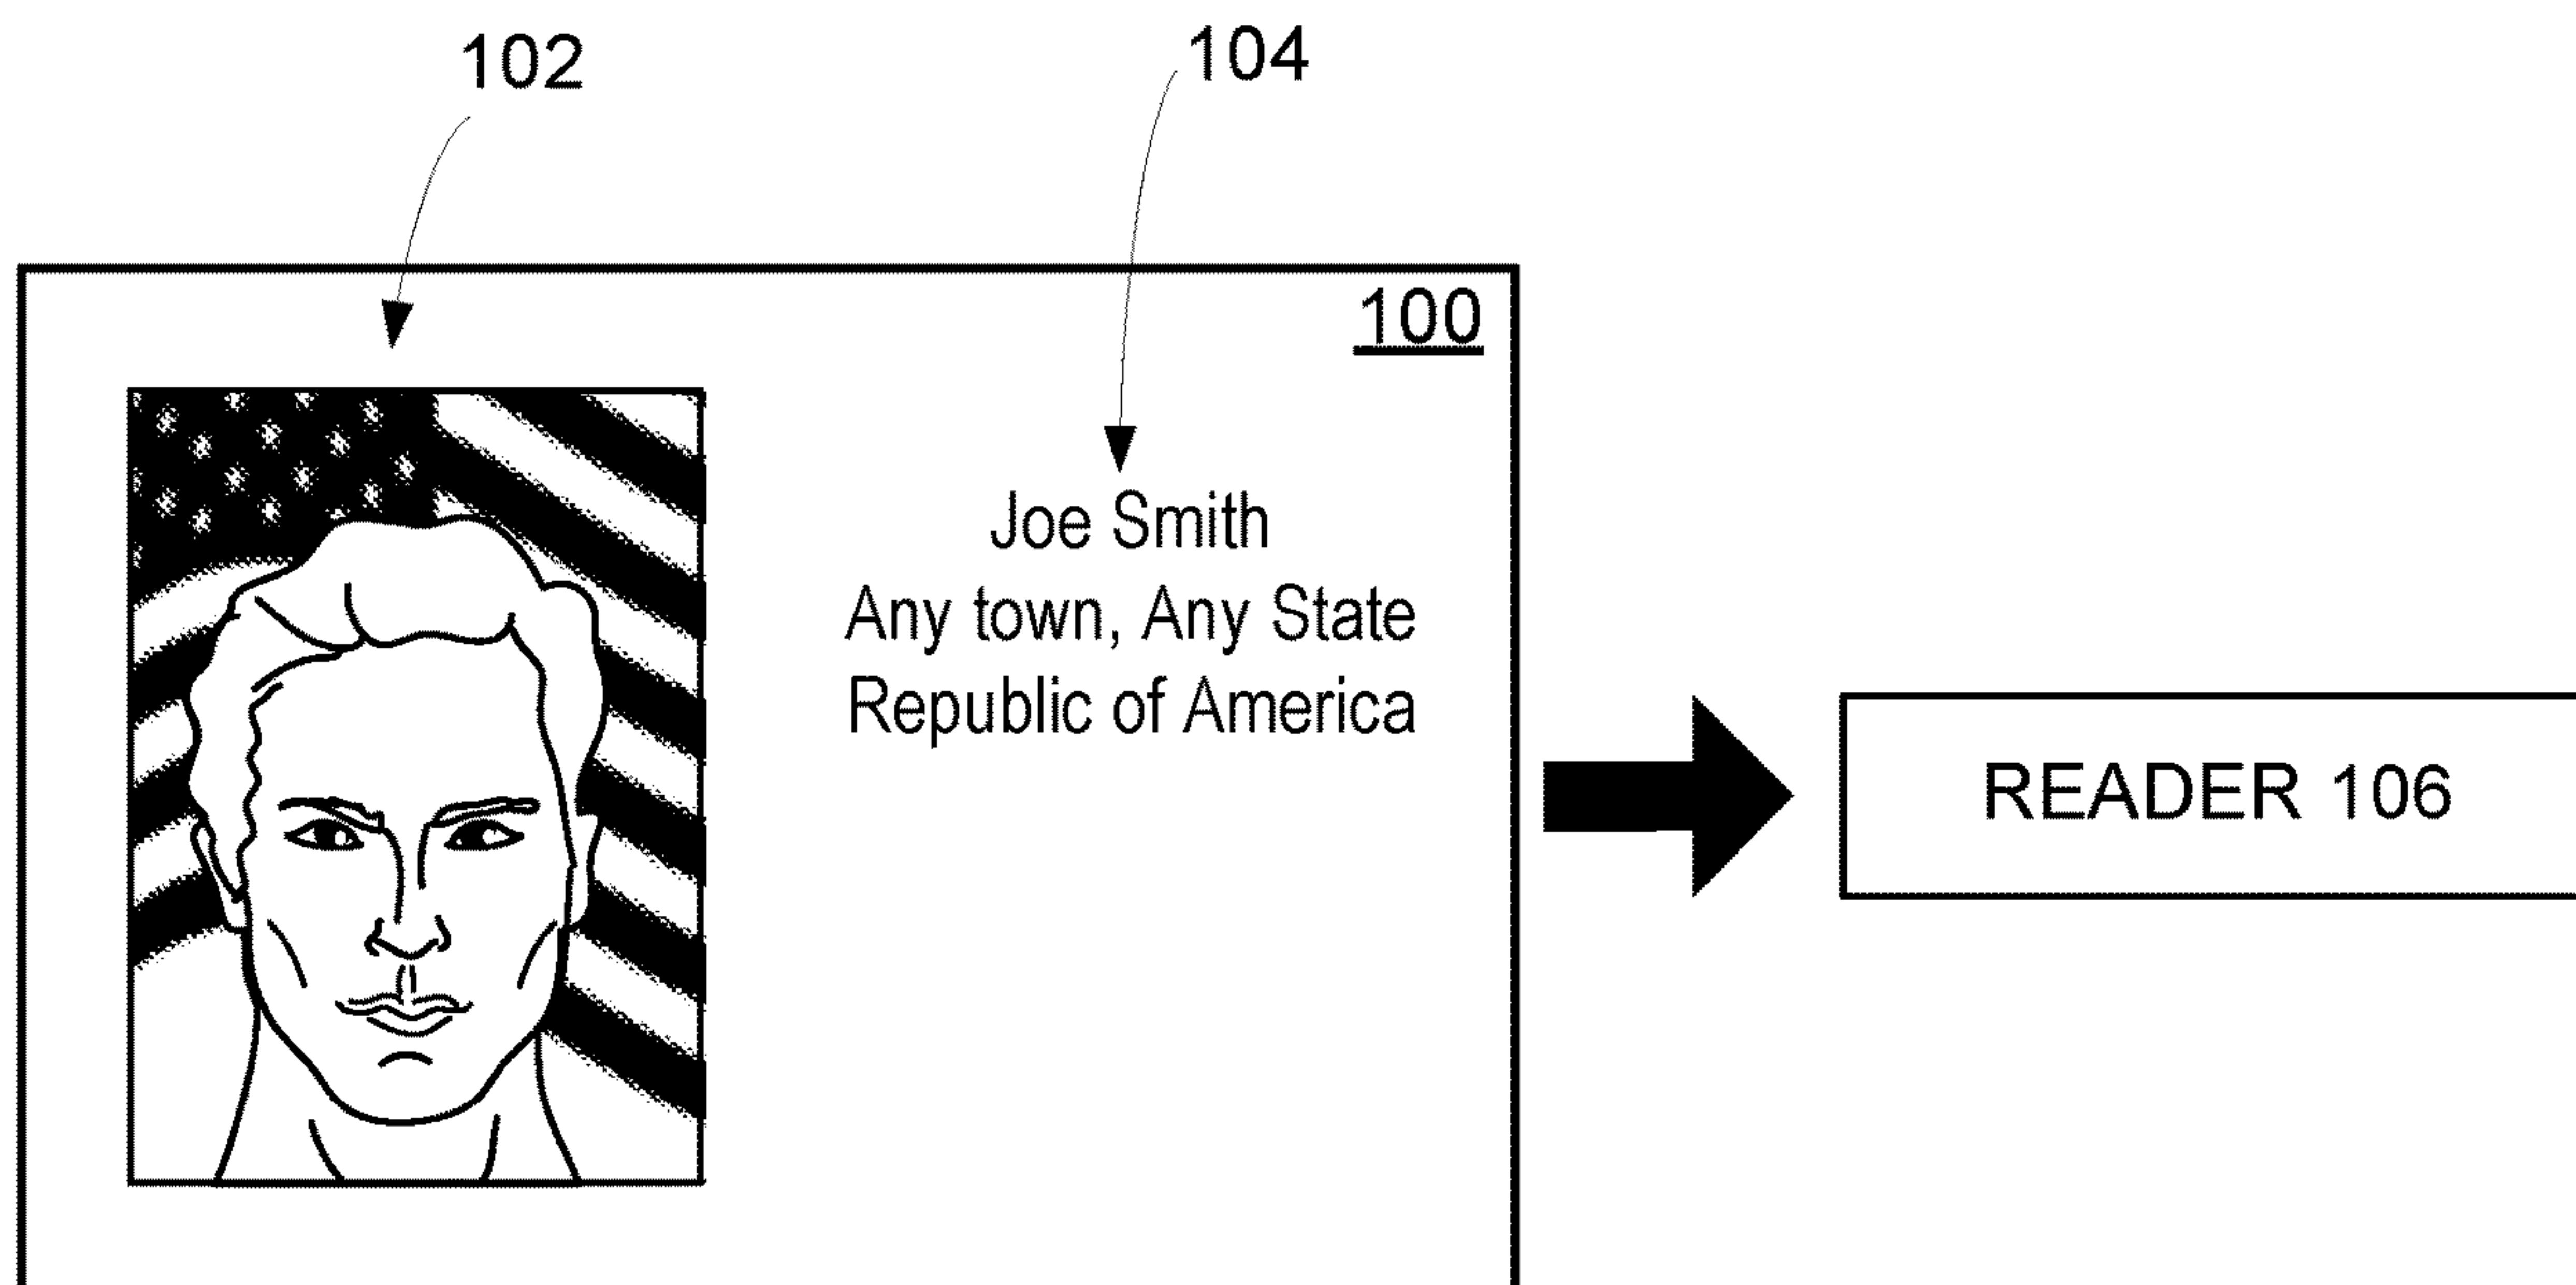 102
104
100
Joe Smith
Any town, Any State
Republic of America
READER 106